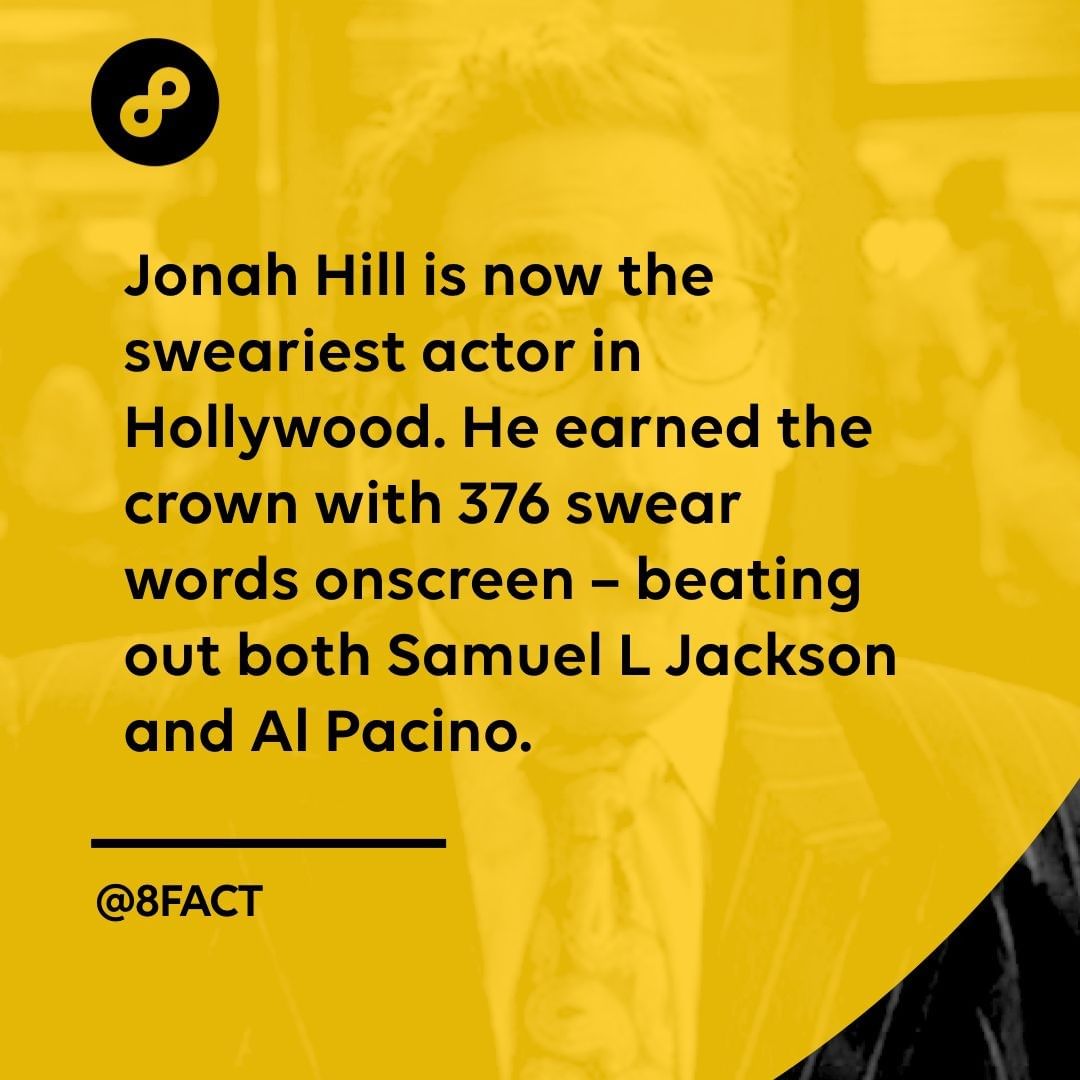 Jonah Hill is now the
sweariest actor in
Hollywood. He earned the
crown with 376 swear
words onscreen – beating
out both Samuel L Jackson
and Al Pacino.
@8FACT